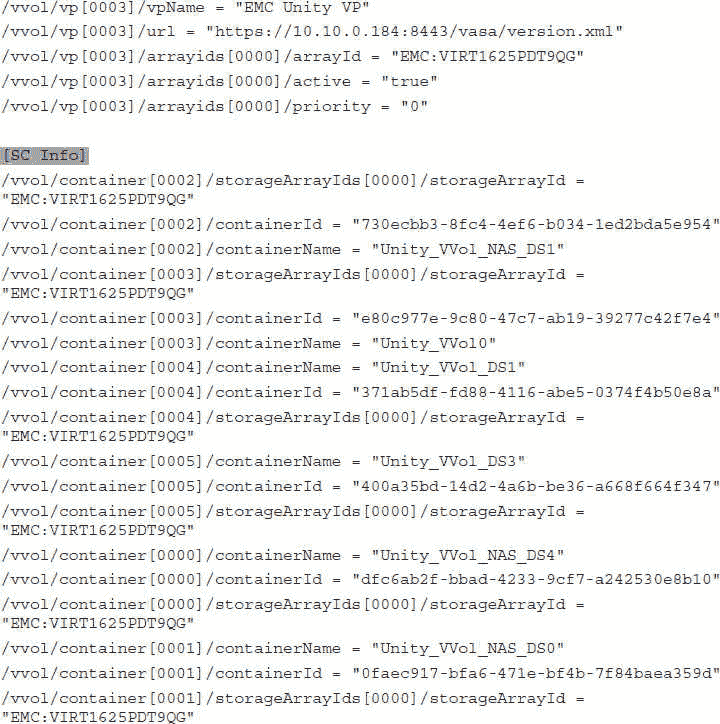 /vvol/vp[0003]/vpName = "EMC Unity VP"
/vvol/vp[0003]/url = "https://10.10.0.184:8443/vasa/version.xml"
/vvol/vp[0003]/arrayids[0000]/arrayId = "EMC:VIRT1625PDT9QG"
/vvol/vp[0003]/arrayids[0000]/active = "true"
/vvol/vp[0003]/arrayids[0000]/priority = "0"
[SC Info]
/vvol/container[0002]/storageArrayIds[0000]/storageArrayId =
"EMC:VIRT1625PDT9QG"
/vvol/container[0002]/containerId = "730ecbb3-8fc4-4ef6-b034-1ed2bda5e954"
/vvol/container[0002]/containerName = "Unity_VVol_NAS_DS1"
/vvol/container[0003]/storageArrayIds[0000]/storageArrayId =
"EMC:VIRT1625PDT9QG"
/vvol/container[0003]/containerId = "e80c977e-9c80-47c7-ab19-39277c42f7e4"
/vvol/container[0003]/containerName = "Unity_VVol0"
/vvol/container[0004]/containerName = "Unity_VVol_DS1"
/vvol/container[0004]/containerId = "371ab5df-fd88-4116-abe5-0374f4b50e8a"
/vvol/container[0004]/storageArrayIds[0000]/storageArrayId =
"EMC:VIRT1625PDT9QG"
/vvol/container[0005]/containerName = "Unity_VVol_DS3"
/vvol/container[0005]/containerId = "400a35bd-14d2-4a6b-be36-a668f664f347"
/vvol/container[0005]/storageArrayIds[0000]/storageArrayId =
"EMC:VIRT1625PDT9QG"
/vvol/container[0000]/containerName = "Unity_VVol_NAS_DS4"
/vvol/container[0000]/containerId = "dfc6ab2f-bbad-4233-9cf7-a242530e8b10"
/vvol/container[0000]/storageArrayIds[0000]/storageArrayId =
"EMC:VIRT1625PDT9QG"
/vvol/container[0001]/containerName = "Unity_VVol_NAS_DS0"
/vvol/container[0001]/containerId = "0faec917-bfa6-471e-bf4b-7f84baea359d"
/vvol/container[0001]/storageArrayIds[0000]/storageArrayId =
"EMC:VIRT1625PDT9QG"